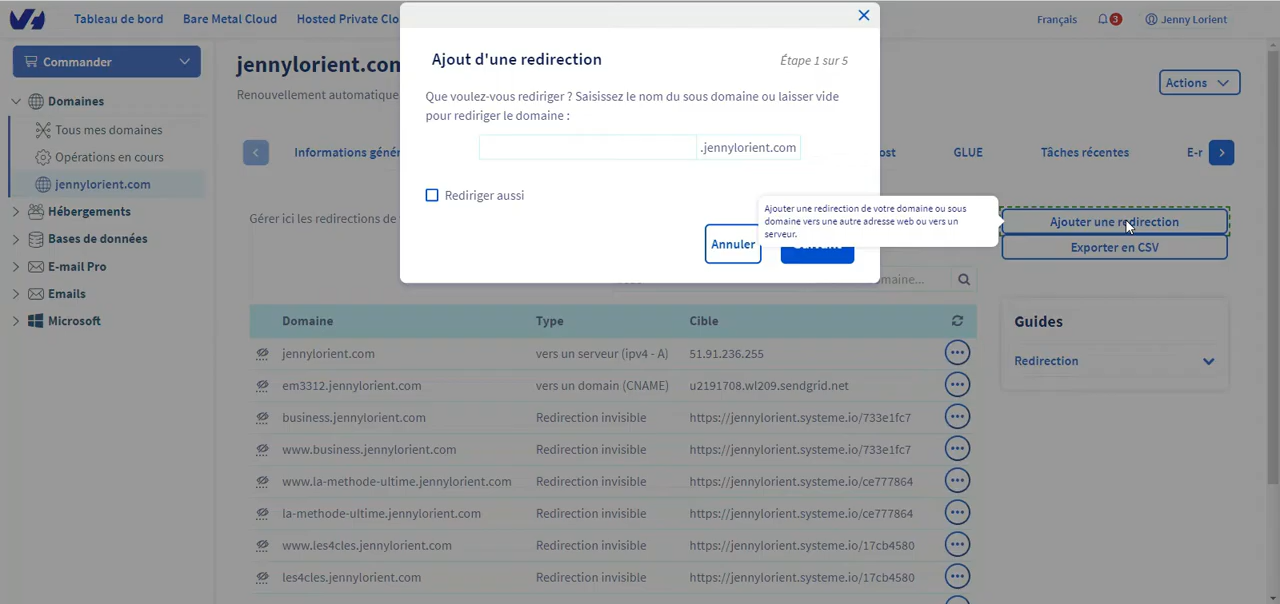 Tableau de bord
Bare Metal Cloud
Hosted Private Clo
Français
3
Jenny Lorient
Commander
Domaines
Tous mes domaines
Opérations en cours
jennylorient.com
Hébergements
Bases de données
E-mail Pro
Emails
Microsoft
jennylorient.com
Renouvellement automatique
Actions
Informations génér
ost
GLUE
Tâches récentes
E-r
Gérer ici les redirections de
Ajout d'une redirection
Étape 1 sur 5
Que voulez-vous rediriger ? Saisissez le nom du sous domaine ou laisser vide
pour rediriger le domaine :
.jennylorient.com
Rediriger aussi
Annuler
Ajouter une redirection de votre domaine ou sous
domaine vers une autre adresse web ou vers un
serveur.
Ajouter une redirection
Exporter en CSV
maine...
Domaine Type Cible
jennylorient.com vers un serveur (ipv4 - A) 51.91.236.255
em3312.jennylorient.com vers un domain (CNAME) u2191708.wl209.sendgrid.net
business.jennylorient.com Redirection invisible https://jennylorient.systeme.io/733e1fc7
www.business.jennylorient.com Redirection invisible https://jennylorient.systeme.io/733e1fc7
www.la-methode-ultime.jennylorient.com Redirection invisible https://jennylorient.systeme.io/ce777864
la-methode-ultime.jennylorient.com Redirection invisible https://jennylorient.systeme.io/ce777864
www.les4cles.jennylorient.com Redirection invisible https://jennylorient.systeme.io/17cb4580
les4cles.jennylorient.com Redirection invisible https://jennylorient.systeme.io/17cb4580
Guides
Redirection